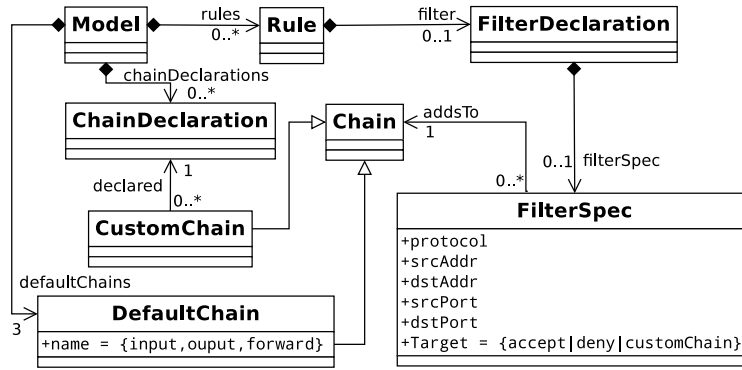 Model
rules
0..*
Rule
filter
0..1
FilterDeclaration
chainDeclarations
0..*
ChainDeclaration
Chain
addsTo
1
0..1
filterSpec
1
declared
0..*
0..*
CustomChain
FilterSpec
+protocol
+srcAddr
+dstAddr
+srcPort
+dstPort
+Target = {accept|deny|customChain}
defaultChains
3
DefaultChain
+name = {input,ouput,forward}